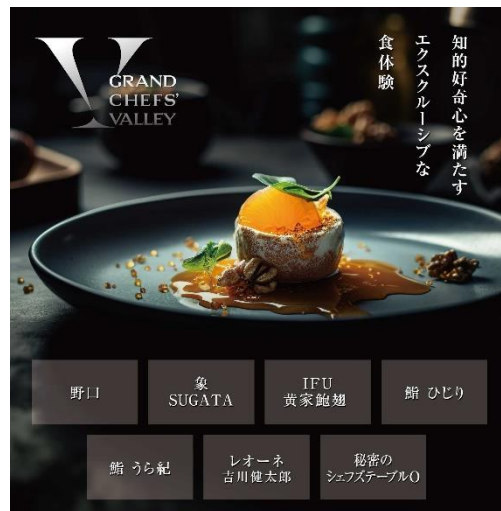 GRAND
CHEFS'
VALLEY
知的好奇心を満たす
エクスクルーシブな
食体験
野口
象
SUGATA
IFU
黄家鮑翅
鮨 ひじり
鮨 うら紀
レオーネ
吉川健太郎
秘密の
シェフズテーブルO